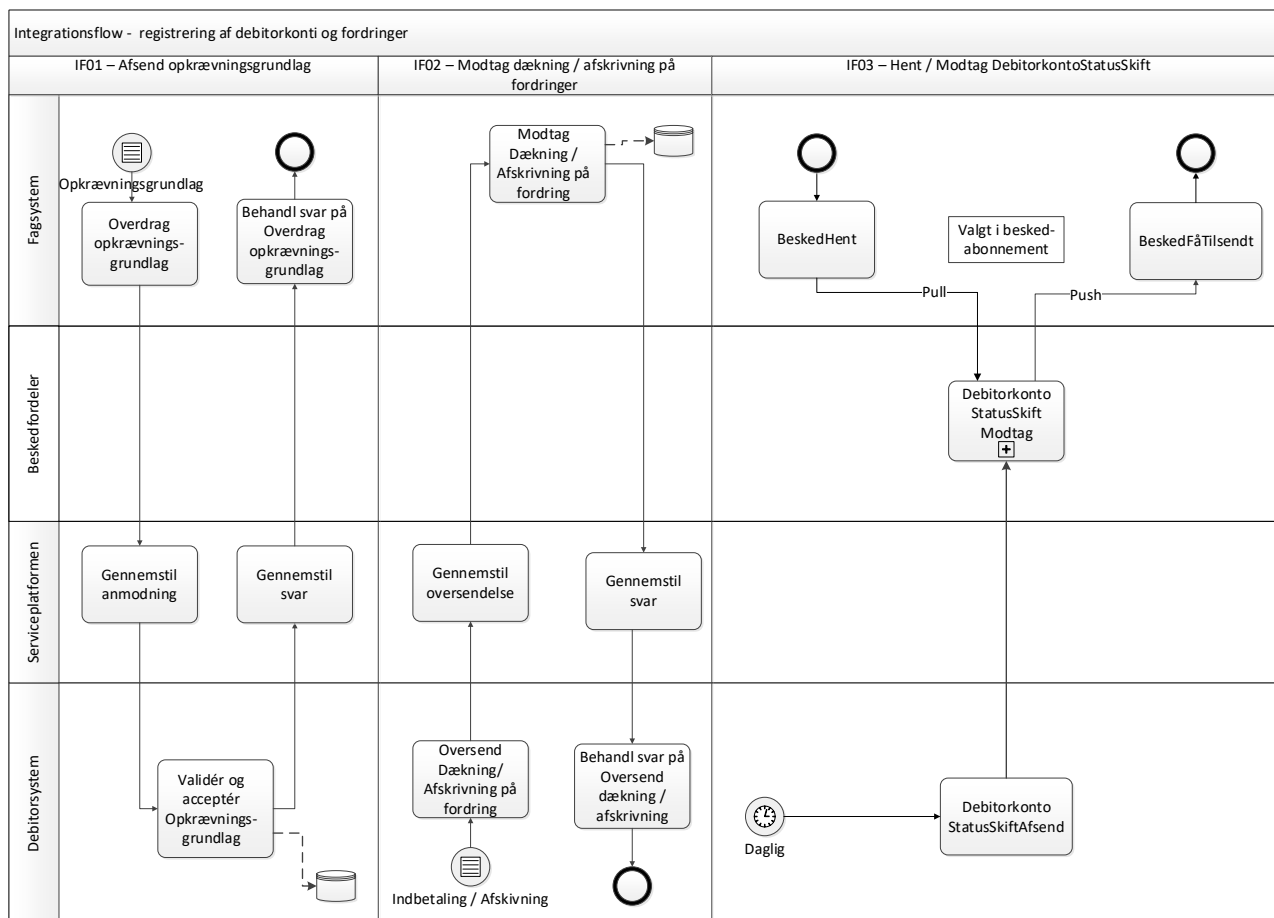 Integrationsflow - registrering af debitorkonti og fordringer
IF01 – Afsend opkrævningsgrundlag
IF02 – Modtag dækning / afskrivning på
fordringer
IF03 – Hent / Modtag DebitorkontoStatusSkift
Fagsystem
Opkrævningsgrundlag
Overdrag
opkrævnings-
grundlag
Behandl svar på
Overdrag
opkrævnings-
grundlag
Modtag
Dækning /
Afskrivning på
fordring
BeskedHent
Valgt i besked-
abonnement
BeskedFåTilsendt
Pull
Push
Beskedfordeler
Debitorkonto
StatusSkift
Modtag
Serviceplatformen
Gennemstil
anmodning
Gennemstil
svar
Gennemstil
oversendelse
Gennemstil
svar
Debitorsystem
Validér og
acceptér
Opkrævnings-
grundlag
Oversend
Dækning/
Afskrivning på
fordring
Indbetaling / Afskivning
Behandl svar på
Oversend
dækning /
afskrivning
Daglig
Debitorkonto
StatusSkiftAfsend